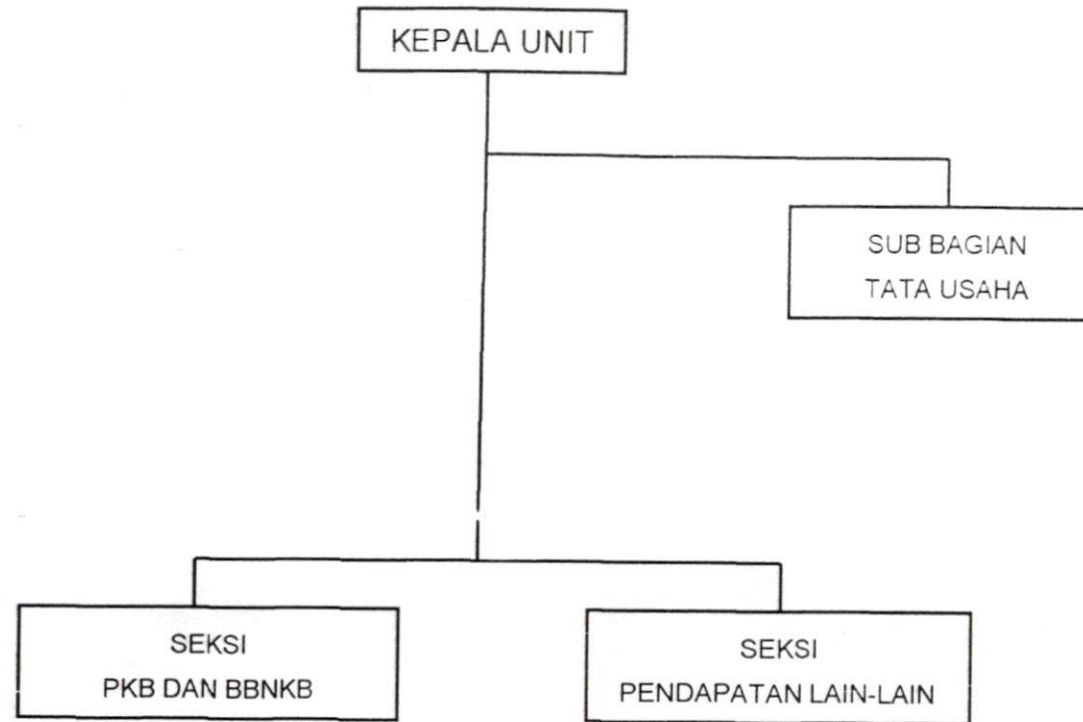 KEPALA UNIT
SUB BAGIAN
TATA USAHA
SEKSI
PKB DAN BBNKB
SEKSI
PENDAPATAN LAIN-LAIN